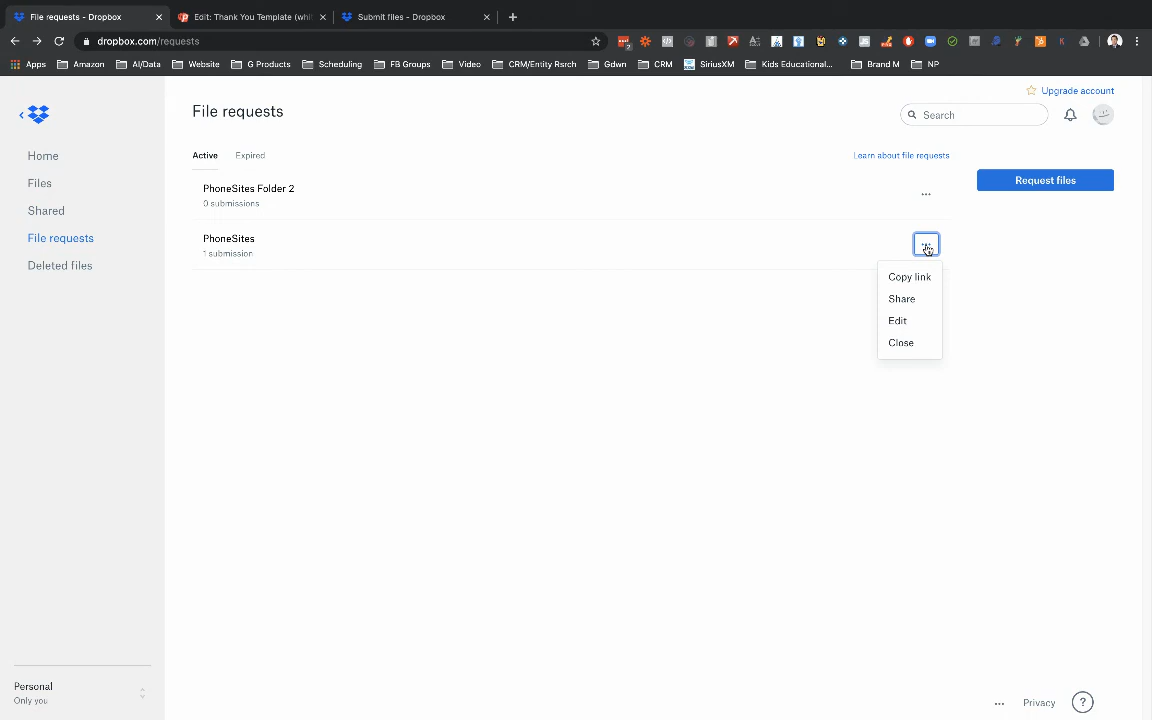 File requests - Dropbox
Edit: Thank You Template (whi
Submit files - Dropbox
dropbox.com/requests
Apps
Amazon
AI/Data
Website
G Products
Scheduling
FB Groups
Video
CRM/Entity Rsrch
Gdwn
CRM
SiriusXM
Kids Educational...
Brand M
NP
Upgrade account
File requests
Search
Home
Files
Shared
File requests
Deleted files
Active
Expired
Learn about file requests
Request files
PhoneSites Folder 2
0 submissions
PhoneSites
1 submission
Copy link
Share
Edit
Close
Personal
Only you
Privacy
?